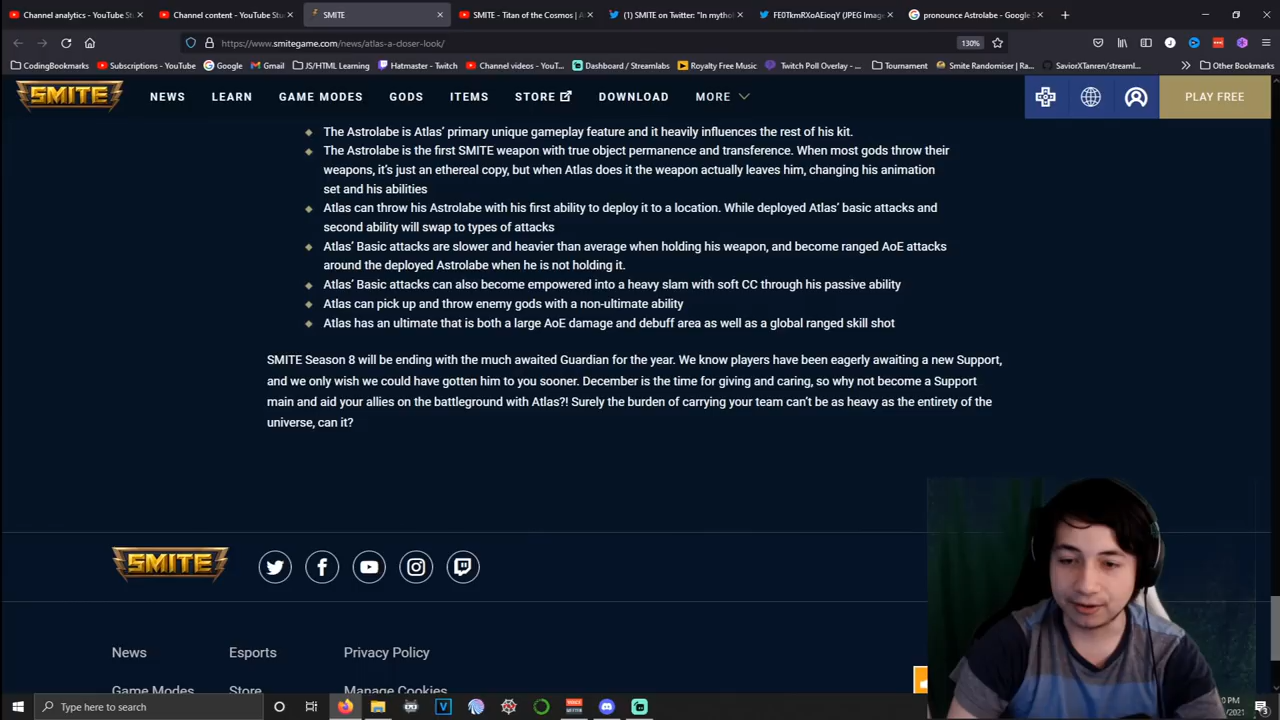 Channel analytics - YouTube St
Channel content - YouTube Stu
SMITE
SMITE - Titan of the Cosmos | A
(1) SMITE on Twitter: "In mytho
FE0TkmRXoAEioqY (JPEG Imag
pronounce Astrolabe - Google S
https://www.smitegame.com/news/atlas-a-closer-look/
130%
CodingBookmarks
Subscriptions - YouTube
Google
Gmail
JS/HTML Learning
Hatmaster - Twitch
Channel videos - YouT...
Dashboard / Streamlabs
Royalty Free Music
Twitch Poll Overlay - ...
Tournament
Smite Randomiser | Ra...
SaviorXTanren/streaml...
Other Bookmarks
SMITE
NEWS
LEARN
GAME MODES
GODS
ITEMS
STORE
DOWNLOAD
MORE
PLAY FREE
The Astrolabe is Atlas' primary unique gameplay feature and it heavily influences the rest of his kit.
The Astrolabe is the first SMITE weapon with true object permanence and transference. When most gods throw their
weapons, it's just an ethereal copy, but when Atlas does it the weapon actually leaves him, changing his animation
set and his abilities
Atlas can throw his Astrolabe with his first ability to deploy it to a location. While deployed Atlas' basic attacks and
second ability will swap to types of attacks
Atlas' Basic attacks are slower and heavier than average when holding his weapon, and become ranged AoE attacks
around the deployed Astrolabe when he is not holding it.
Atlas' Basic attacks can also become empowered into a heavy slam with soft CC through his passive ability
Atlas can pick up and throw enemy gods with a non-ultimate ability
Atlas has an ultimate that is both a large AoE damage and debuff area as well as a global ranged skill shot
SMITE Season 8 will be ending with the much awaited Guardian for the year. We know players have been eagerly awaiting a new Support,
and we only wish we could have gotten him to you sooner. December is the time for giving and caring, so why not become a Support
main and aid your allies on the battleground with Atlas?! Surely the burden of carrying your team can't be as heavy as the entirety of the
universe, can it?
SMITE
News
Esports
Privacy Policy
Game Modes
Store
Manage Cookies
Type here to search
0 PM
/2021
3